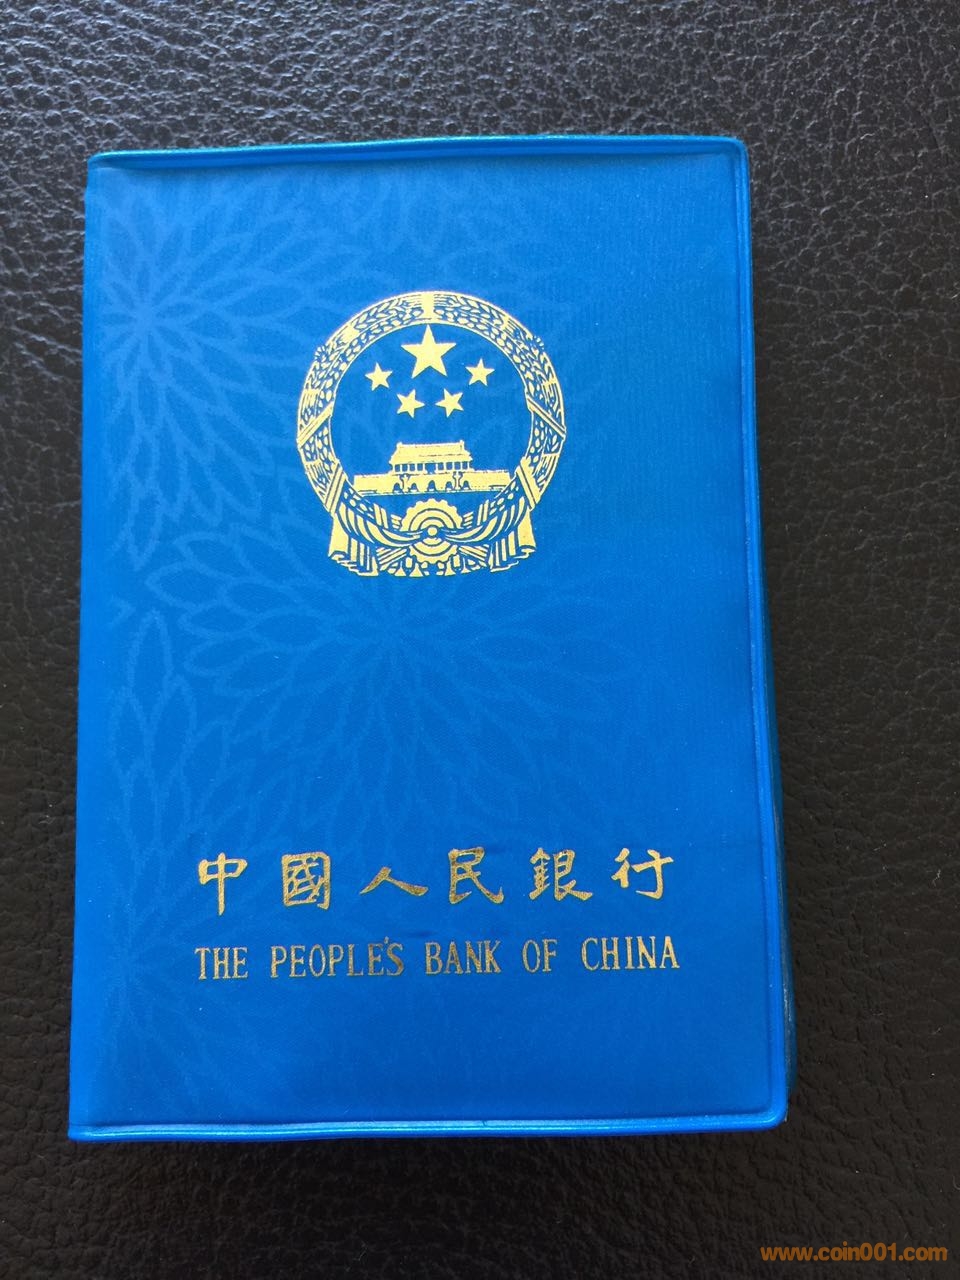 中國人民銀行
THE PEOPLE'S BANK OF CHINA
www.coin001.com